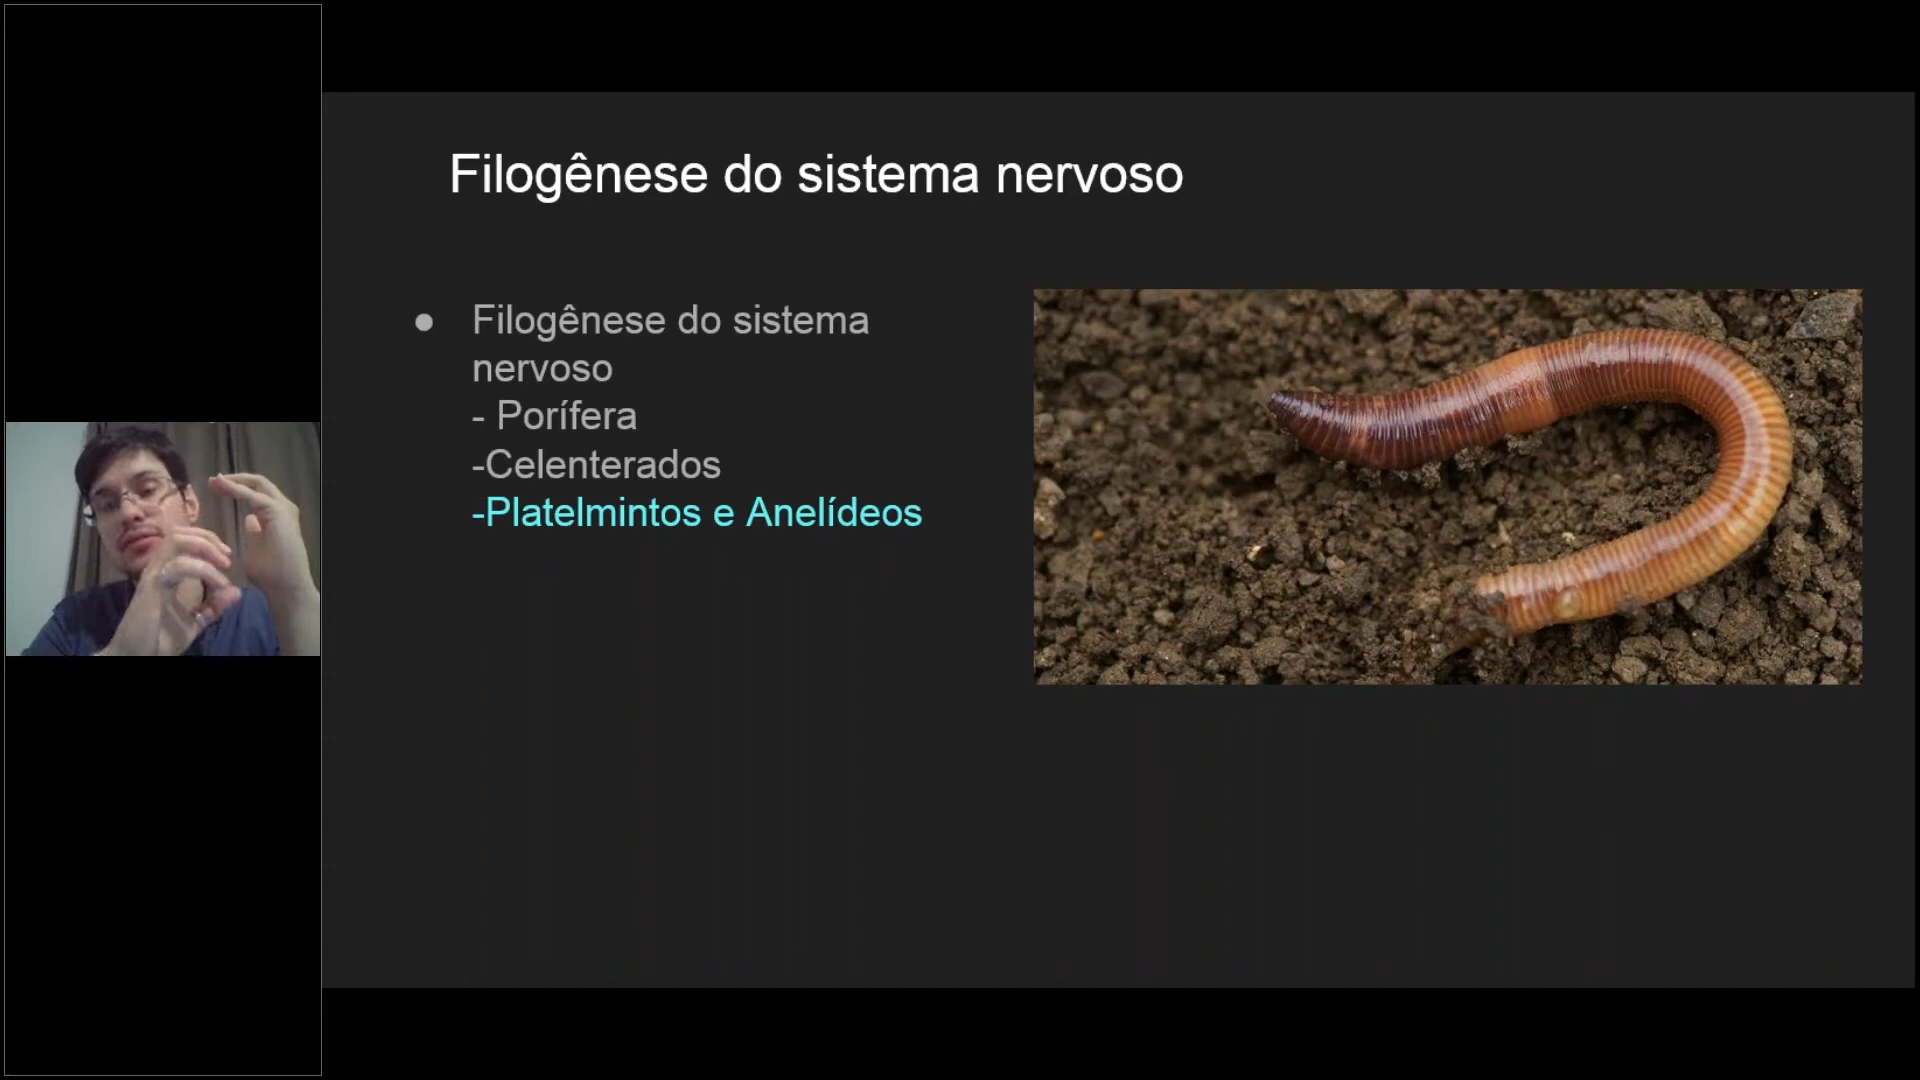 Filogênese do sistema nervoso
● Filogênese do sistema
nervoso
- Porífera
-Celenterados
-Platelmintos e Anelídeos